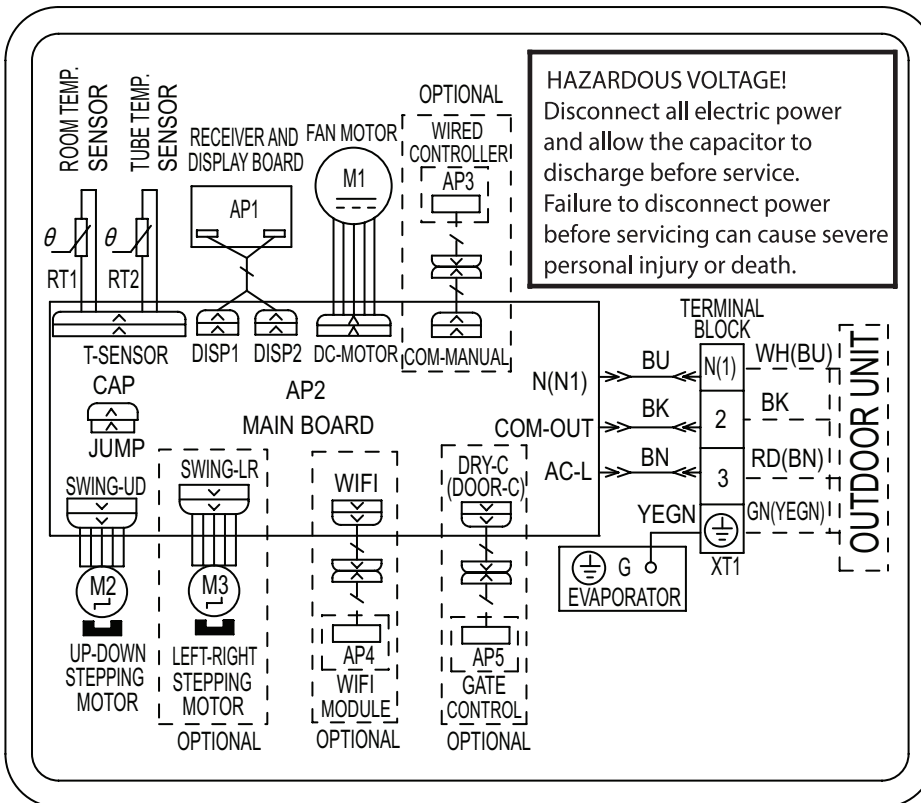 HAZARDOUS VOLTAGE!
Disconnect all electric power
and allow the capacitor to
discharge before service.
Failure to disconnect power
before servicing can cause severe
personal injury or death.
ROOM TEMP.
SENSOR
TUBE TEMP.
SENSOR
RECEIVER AND
DISPLAY BOARD
FAN MOTOR
OPTIONAL
WIRED
CONTROLLER
AP3
AP1
M1
θ
RT1
θ
RT2
T-SENSOR
DISP1
DISP2
DC-MOTOR
COM-MANUAL
CAP
JUMP
AP2
MAIN BOARD
N(N1)
COM-OUT
AC-L
BU
BK
BN
YEGN
TERMINAL
BLOCK
N(1)
2
3
XT1
WH(BU)
BK
RD(BN)
GN(YEGN)
OUTDOOR UNIT
G
EVAPORATOR
SWING-UD
M2
UP-DOWN
STEPPING
MOTOR
SWING-LR
M3
LEFT-RIGHT
STEPPING
MOTOR
OPTIONAL
WIFI
AP4
WIFI
MODULE
OPTIONAL
DRY-C
(DOOR-C)
AP5
GATE
CONTROL
OPTIONAL